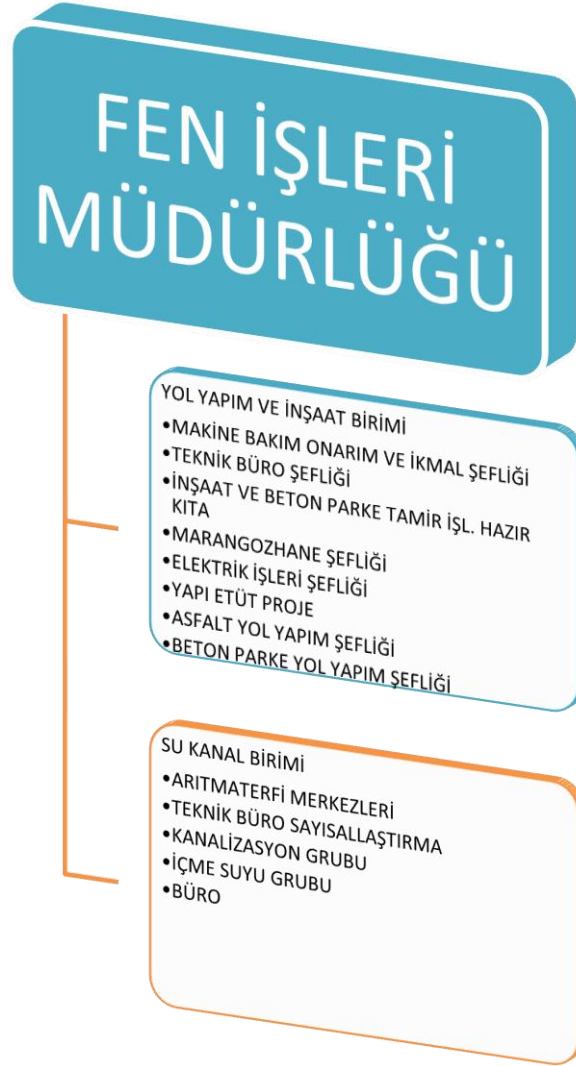 FEN İŞLERİ
MÜDÜRLÜĞÜ
YOL YAPIM VE İNŞAAT BİRİMİ
•MAKİNE BAKIM ONARIM VE İKMAL ŞEFLİĞİ
•TEKNİK BÜRO ŞEFLİĞİ
•İNŞAAT VE BETON PARKE TAMİR İŞL. HAZIR
KITA
•MARANGOZHANE ŞEFLİĞİ
•ELEKTRİK İŞLERİ ŞEFLİĞİ
•YAPI ETÜT PROJE
•ASFALT YOL YAPIM ŞEFLİĞİ
•BETON PARKE YOL YAPIM ŞEFLİĞİ
SU KANAL BİRİMİ
•ARITMATERFİ MERKEZLERİ
•TEKNİK BÜRO SAYISALLAŞTIRMA
•KANALİZASYON GRUBU
•İÇME SUYU GRUBU
•BÜRO